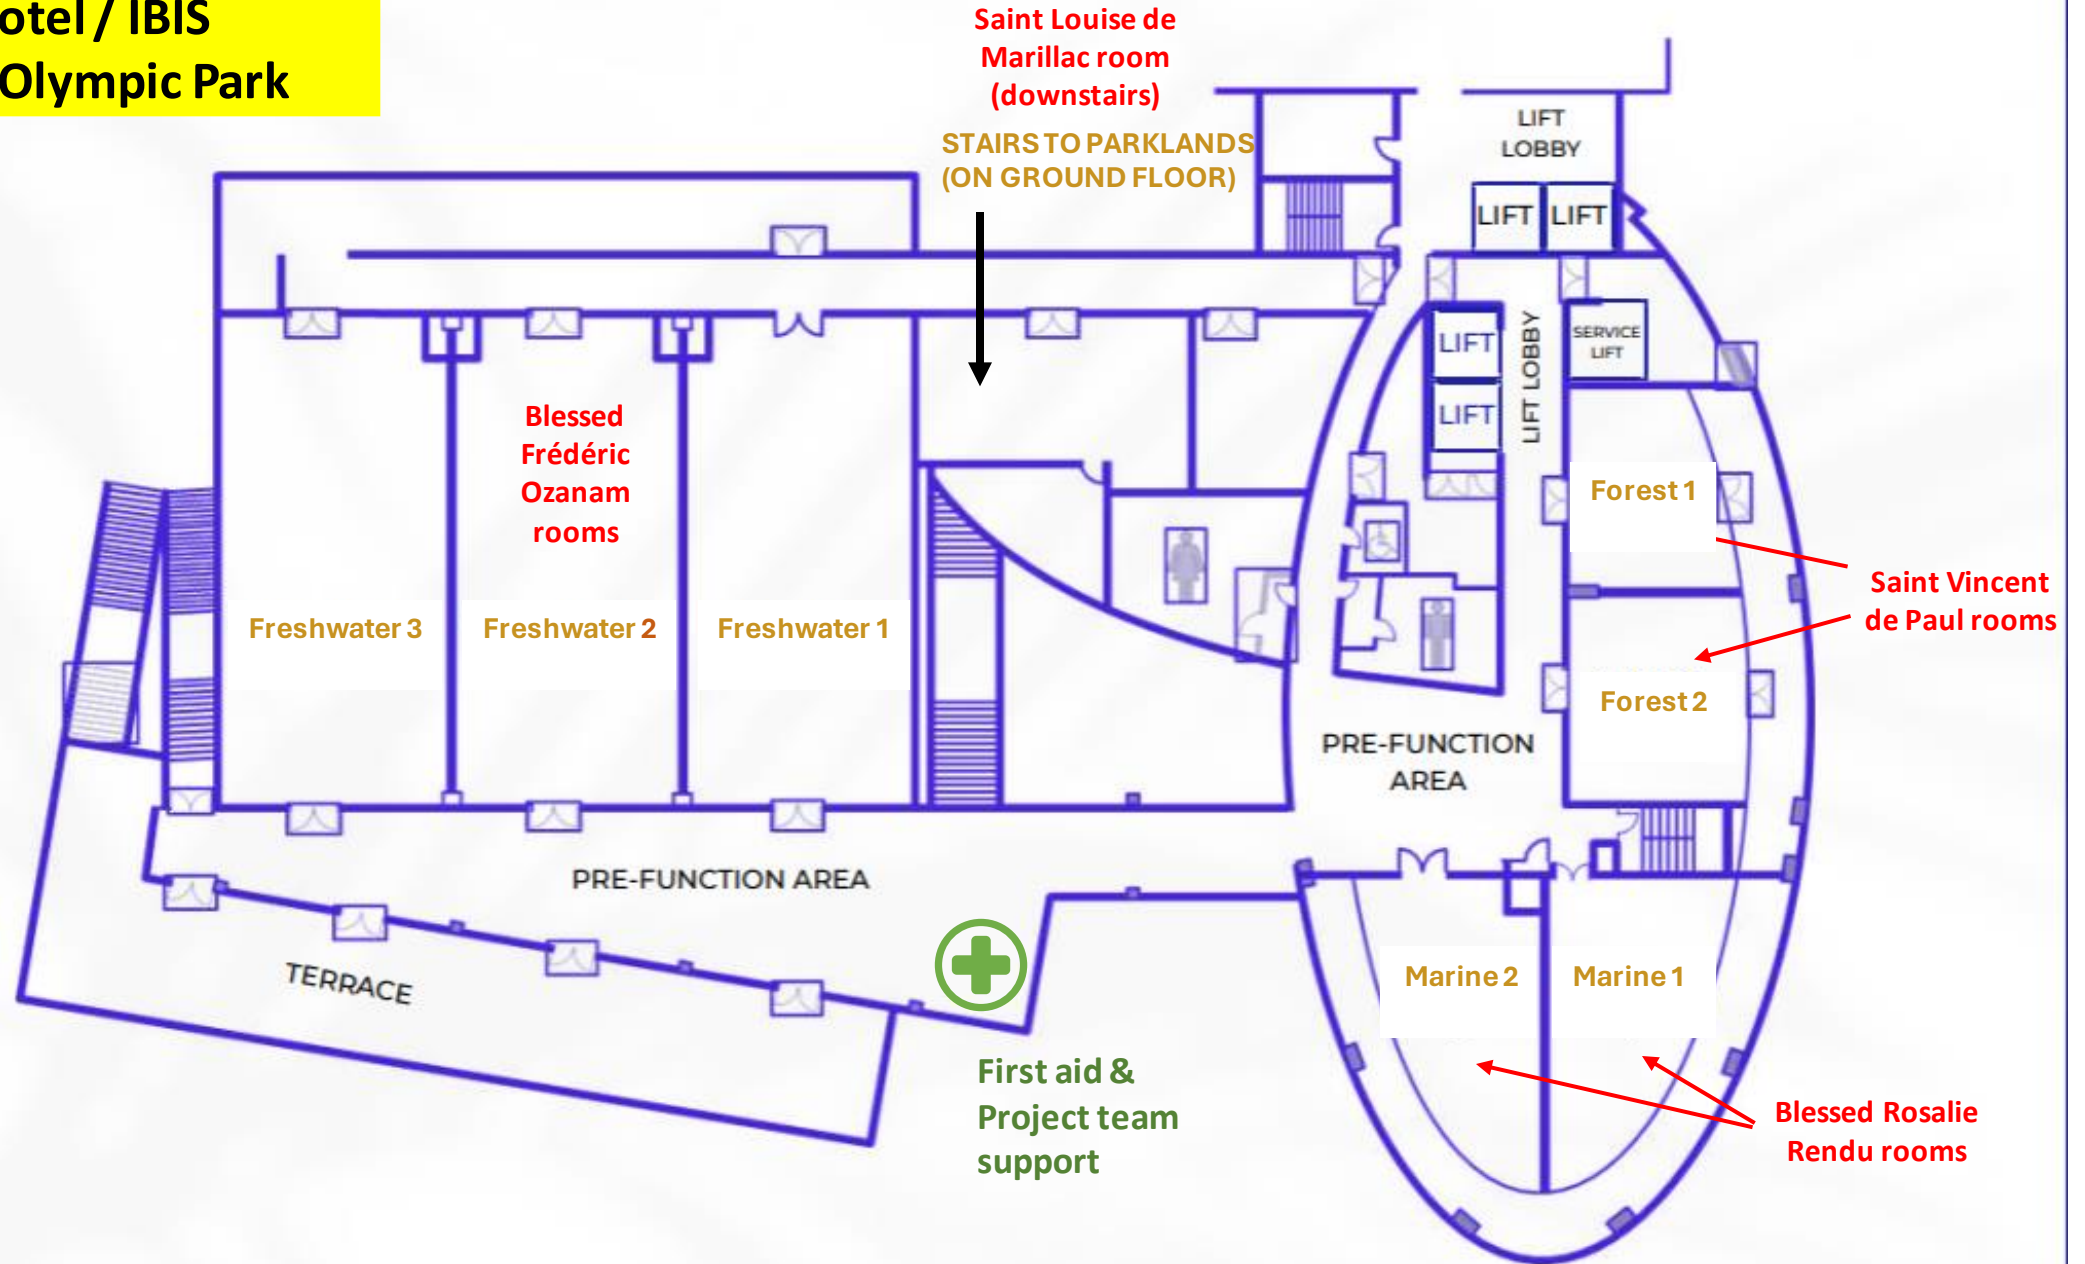 otel / IBIS
Olympic Park
Saint Louise de
Marillac room
(downstairs)
STAIRS TO PARKLANDS
(ON GROUND FLOOR)
LIFT
LOBBY
LIFT
LIFT
LIFT
LIFT
LIFT LOBBY
SERVICE
LIFT
Blessed
Frédéric
Ozanam
rooms
Freshwater 3
Freshwater 2
Freshwater 1
Forest 1
Saint Vincent
de Paul rooms
Forest 2
PRE-FUNCTION
AREA
PRE-FUNCTION AREA
TERRACE
Marine 2
Marine 1
First aid &
Project team
support
Blessed Rosalie
Rendu rooms